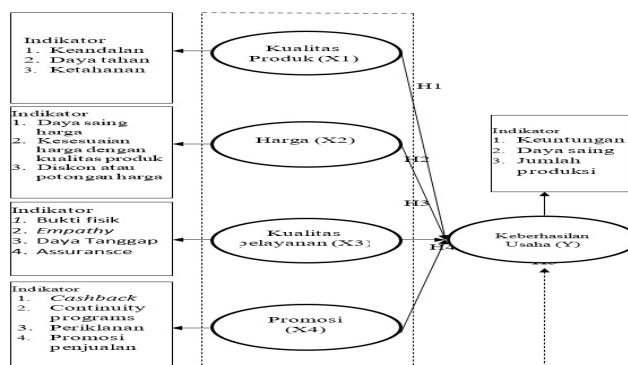 Indikator
1. Keandalan
2. Daya tahan
3. Ketahanan
Kualitas
Produk (X1)
H1
Indikator
1. Daya saing
harga
2. Kesesuaian
harga dengan
kualitas produk
3. Diskon atau
potongan harga
Harga (X2)
H2
Indikator
1. Keuntungan
2. Daya saing
3. Jumlah
produksi
Indikator
1. Bukti fisik
2. Empathy
3. Daya Tanggap
4. Assuransce
Kualitas
pelayanan (X3)
H3
H4
Keberhasilan
Usaha (Y)
Indikator
1. Cashback
2. Continuity
programs
3. Periklanan
4. Promosi
penjualan
Promosi
(X4)